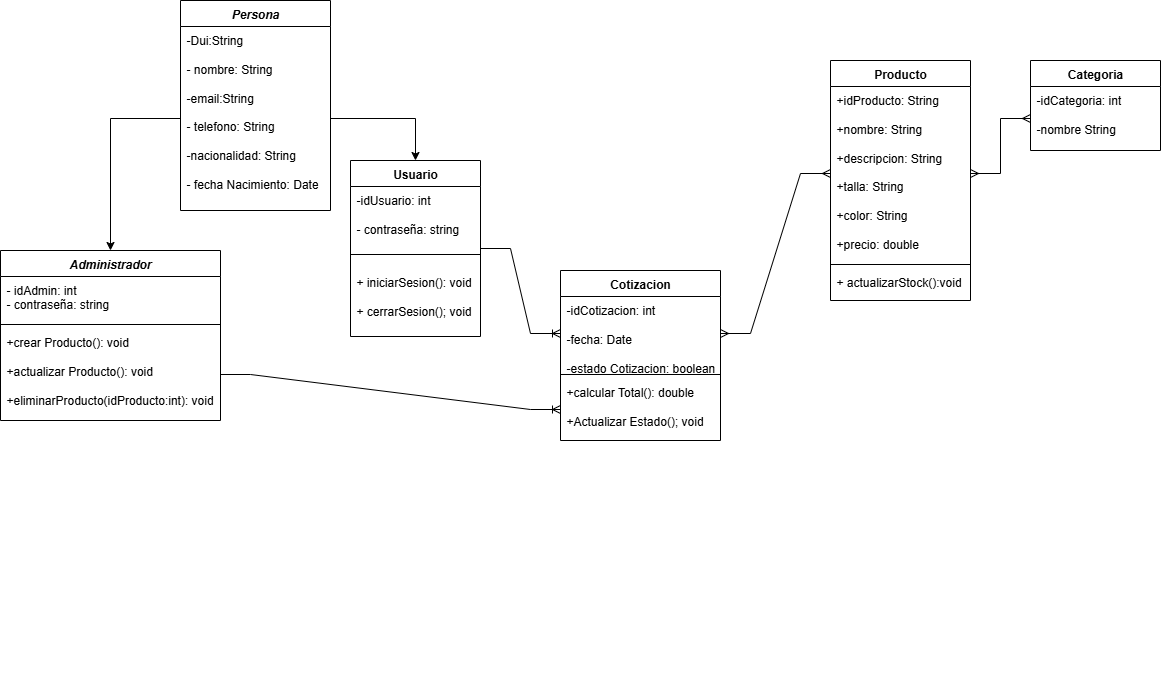 Persona
-Dui:String
- nombre: String
-email:String
- telefono: String
-nacionalidad: String
- fecha Nacimiento: Date
Administrador
- idAdmin: int
- contraseña: string
+crear Producto(): void
+actualizar Producto(): void
+eliminarProducto(idProducto:int): void
Usuario
-idUsuario: int
- contraseña: string
+ iniciarSesion(): void
+ cerrarSesion(); void
Cotizacion
-idCotizacion: int
-fecha: Date
-estado Cotizacion: boolean
+calcular Total(): double
+Actualizar Estado(); void
Producto
+idProducto: String
+nombre: String
+descripcion: String
+talla: String
+color: String
+precio: double
+ actualizarStock():void
Categoria
-idCategoria: int
-nombre String